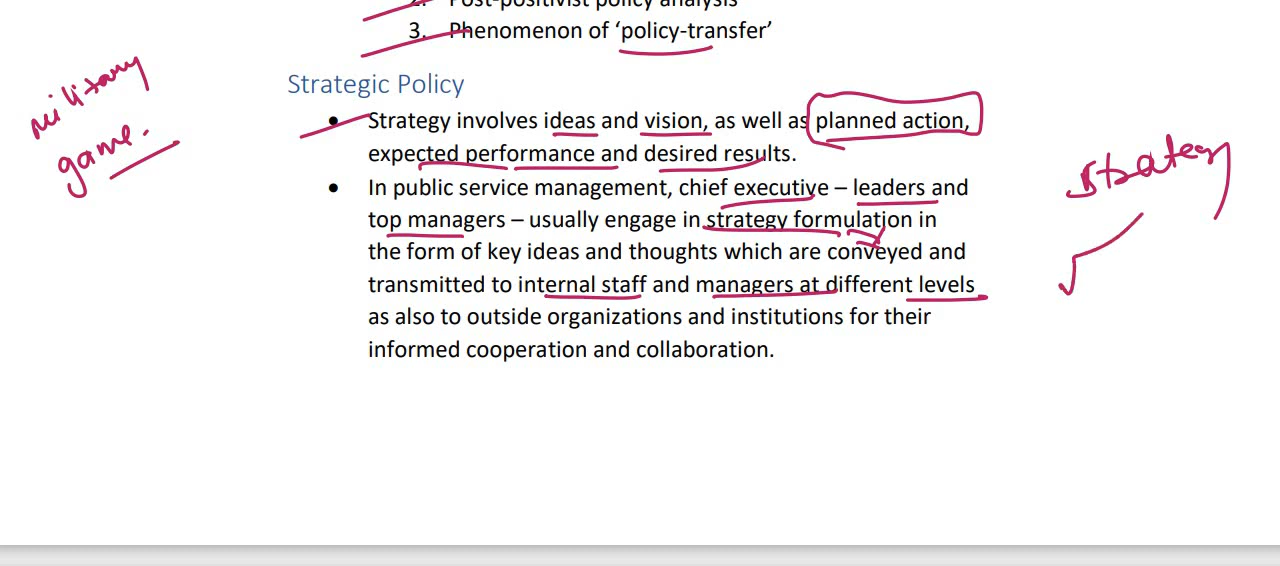 2. Post-positivist policy analysis
3. Phenomenon of ‘policy-transfer’
military
game.
Strategic Policy
• Strategy involves ideas and vision, as well as planned action,
expected performance and desired results.
• In public service management, chief executive – leaders and
top managers – usually engage in strategy formulation in
the form of key ideas and thoughts which are conveyed and
transmitted to internal staff and managers at different levels
as also to outside organizations and institutions for their
informed cooperation and collaboration.
strategy